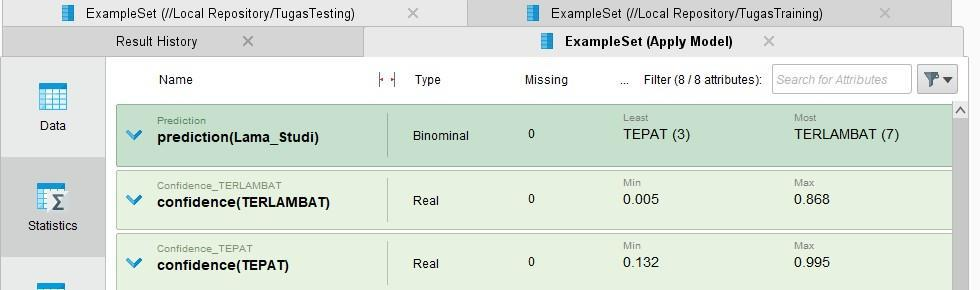 ExampleSet (//Local Repository/TugasTesting)
ExampleSet (//Local Repository/TugasTraining)
Result History
ExampleSet (Apply Model)
Name Type Missing ... Filter (8 / 8 attributes): Search for Attributes
Data
Statistics
Prediction
prediction(Lama_Studi) Binominal 0 Least TEPAT (3) Most TERLAMBAT (7)
Confidence_TERLAMBAT
confidence(TERLAMBAT) Real 0 Min 0.005 Max 0.868
Confidence_TEPAT
confidence(TEPAT) Real 0 Min 0.132 Max 0.995